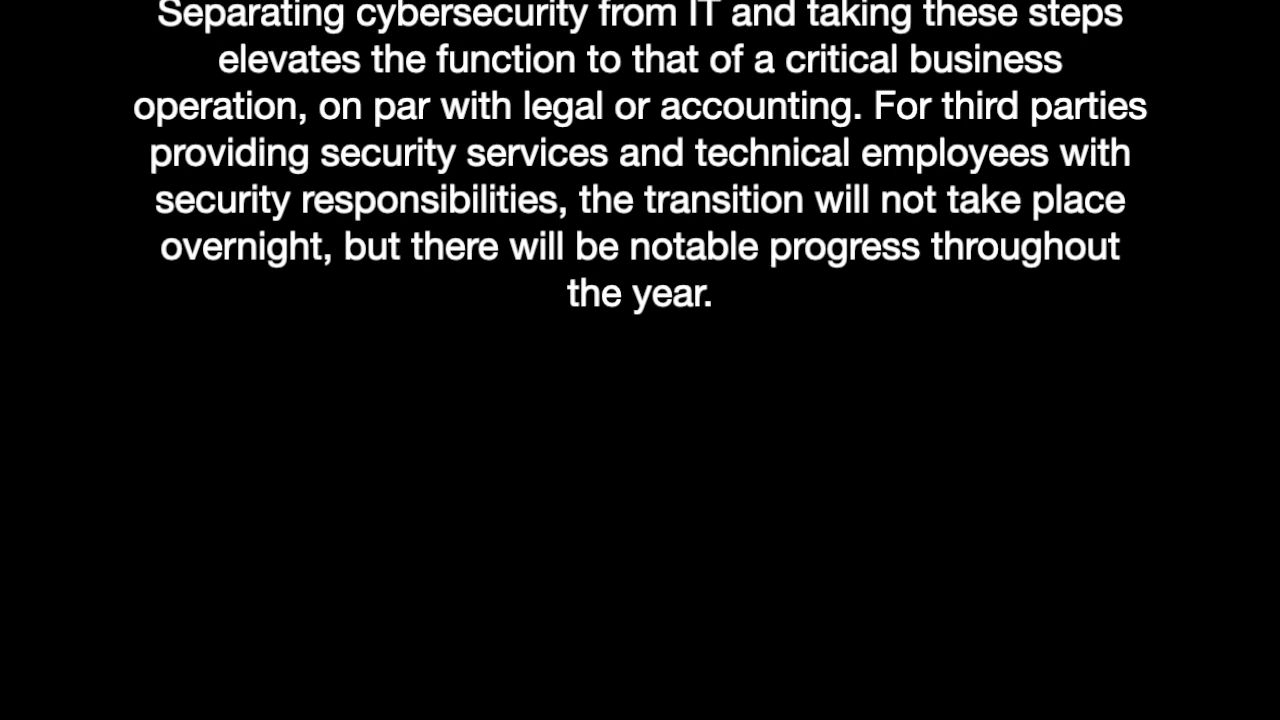 Separating cybersecurity from IT and taking these steps
elevates the function to that of a critical business
operation, on par with legal or accounting. For third parties
providing security services and technical employees with
security responsibilities, the transition will not take place
overnight, but there will be notable progress throughout
the year.